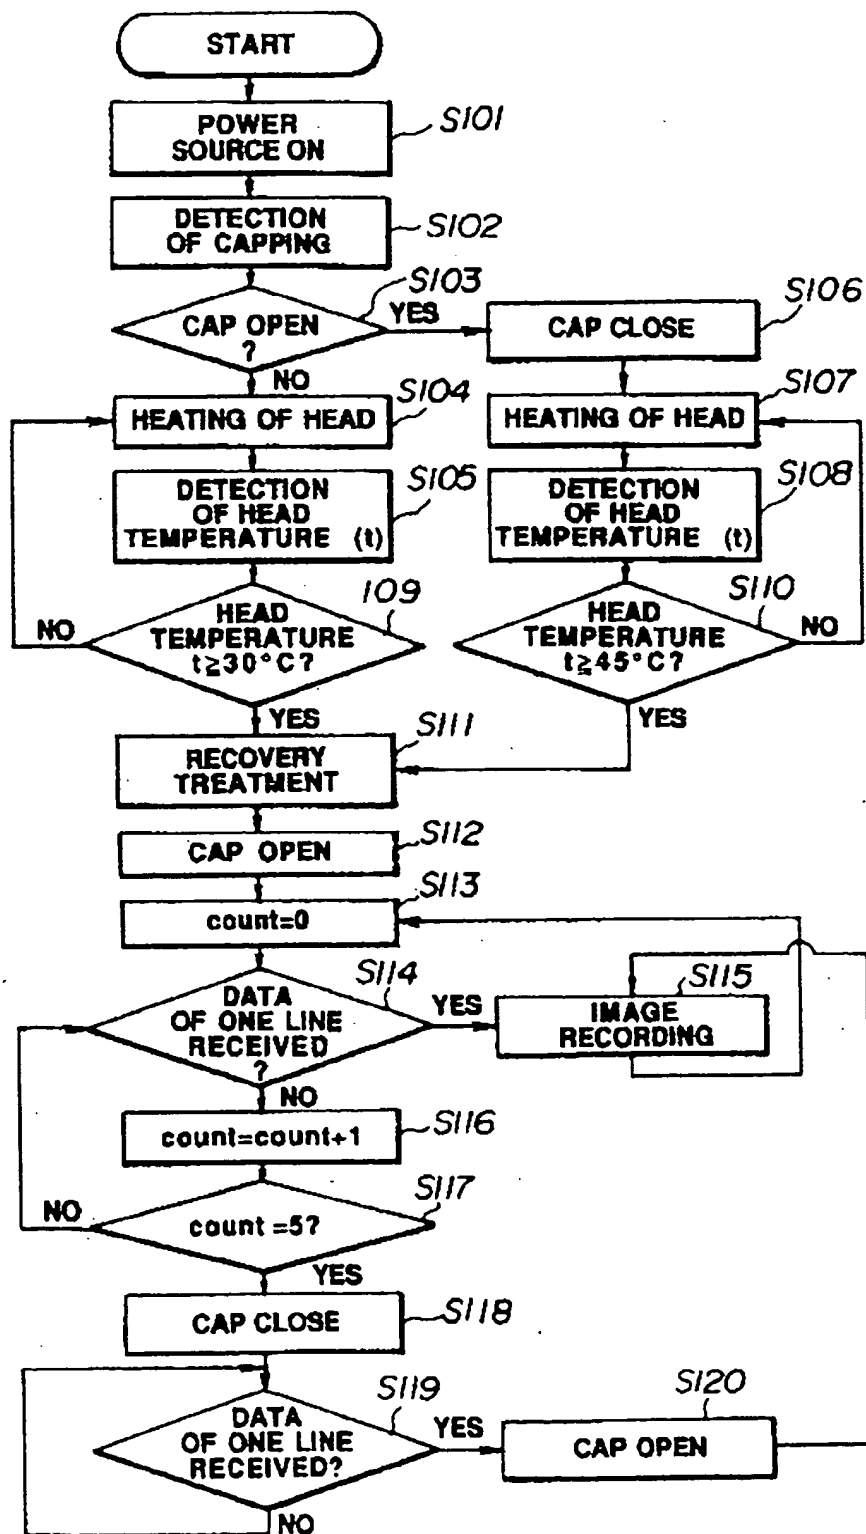 START
POWER
SOURCE ON
S101
DETECTION
OF CAPPING
S102
CAP OPEN
?
S103
YES
NO
CAP CLOSE
S106
HEATING OF HEAD
S104
HEATING OF HEAD
S107
DETECTION
OF HEAD
TEMPERATURE (t)
S105
DETECTION
OF HEAD
TEMPERATURE (t)
S108
HEAD
TEMPERATURE
t≧30°C?
109
NO
YES
HEAD
TEMPERATURE
t≧45°C?
S110
NO
YES
RECOVERY
TREATMENT
S111
CAP OPEN
S112
count=0
S113
DATA
OF ONE LINE
RECEIVED
?
S114
YES
NO
IMAGE
RECORDING
S115
count=count+1
S116
count=5?
S117
NO
YES
CAP CLOSE
S118
DATA
OF ONE LINE
RECEIVED?
S119
YES
NO
CAP OPEN
S120